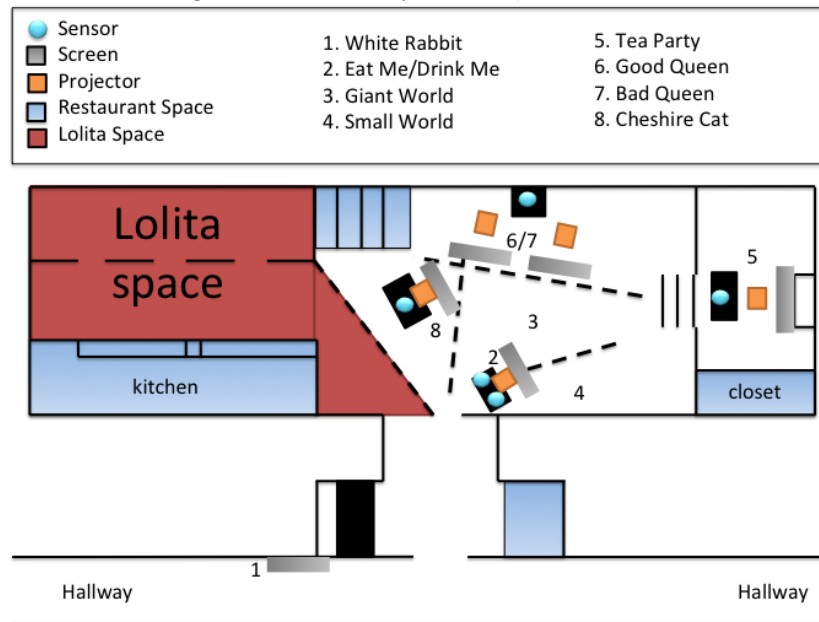 Sensor
Screen
Projector
Restaurant Space
Lolita Space
1. White Rabbit
2. Eat Me/Drink Me
3. Giant World
4. Small World
5. Tea Party
6. Good Queen
7. Bad Queen
8. Cheshire Cat
Lolita
space
6/7
5
8
3
2
4
kitchen
closet
1
Hallway
Hallway